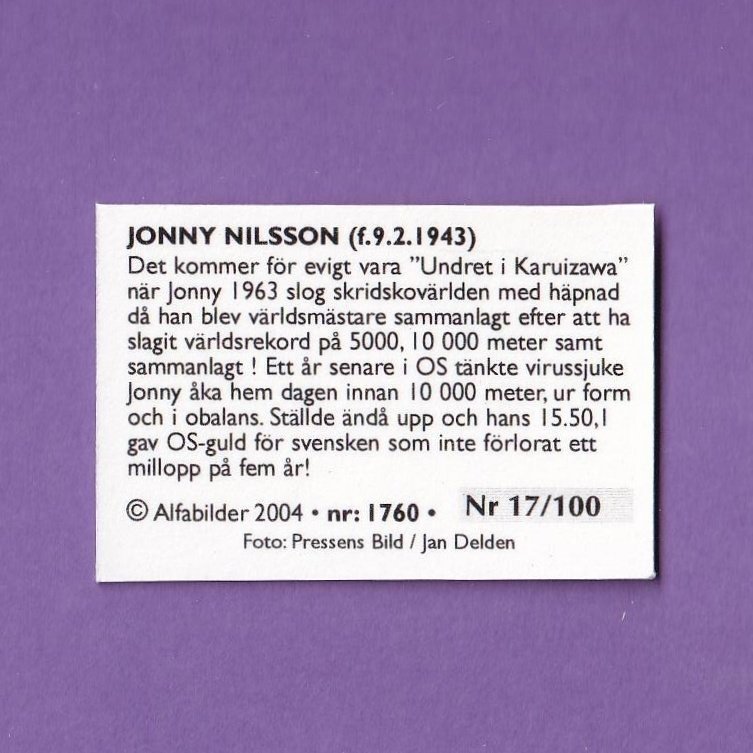 JONNY NILSSON (f.9.2.1943)
Det kommer för evigt vara ”Undret i Karuizawa”
när Jonny 1963 slog skridskovärlden med häpnad
då han blev världsmästare sammanlagt efter att ha
slagit världsrekord på 5000, 10 000 meter samt
sammanlagt ! Ett år senare i OS tänkte virussjuke
Jonny åka hem dagen innan 10 000 meter, ur form
och i obalans. Ställde ändå upp och hans 15.50,1
gav OS-guld för svensken som inte förlorat ett
millopp på fem år!
© Alfabilder 2004 • nr: 1760 • Nr 17/100
Foto: Pressens Bild / Jan Delden